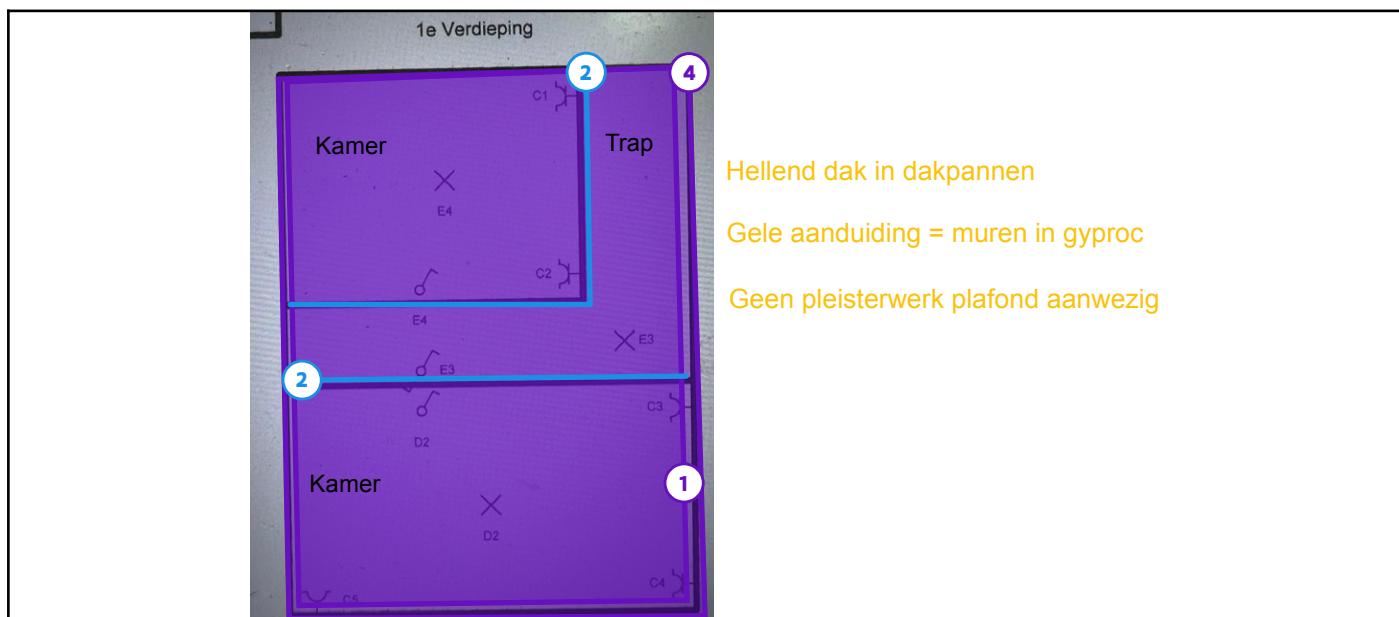 1e Verdieping
2
4
C1
Kamer
Trap
Hellend dak in dakpannen
E4
Gele aanduiding = muren in gyproc
C2
Geen pleisterwerk plafond aanwezig
E4
E3
E3
2
C3
D2
Kamer
1
D2
C4
C5